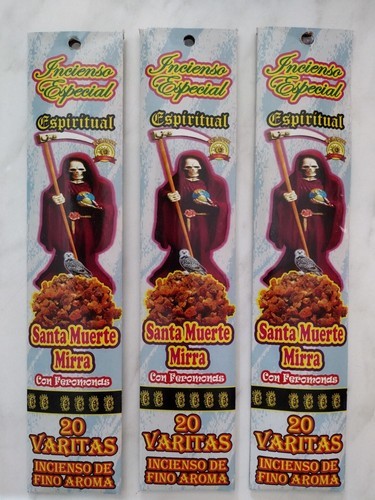 Incienso
Especial
Espiritual
Santa Muerte
Mirra
Con Feromonas
20
VARITAS
INCIENSO DE
FINO AROMA
Incienso
Especial
Espiritual
Santa Muerte
Mirra
Con Feromonas
20
VARITAS
INCIENSO DE
FINO AROMA
Incienso
Especial
Espiritual
Santa Muerte
Mirra
Con Feromonas
20
VARITAS
INCIENSO DE
FINO AROMA